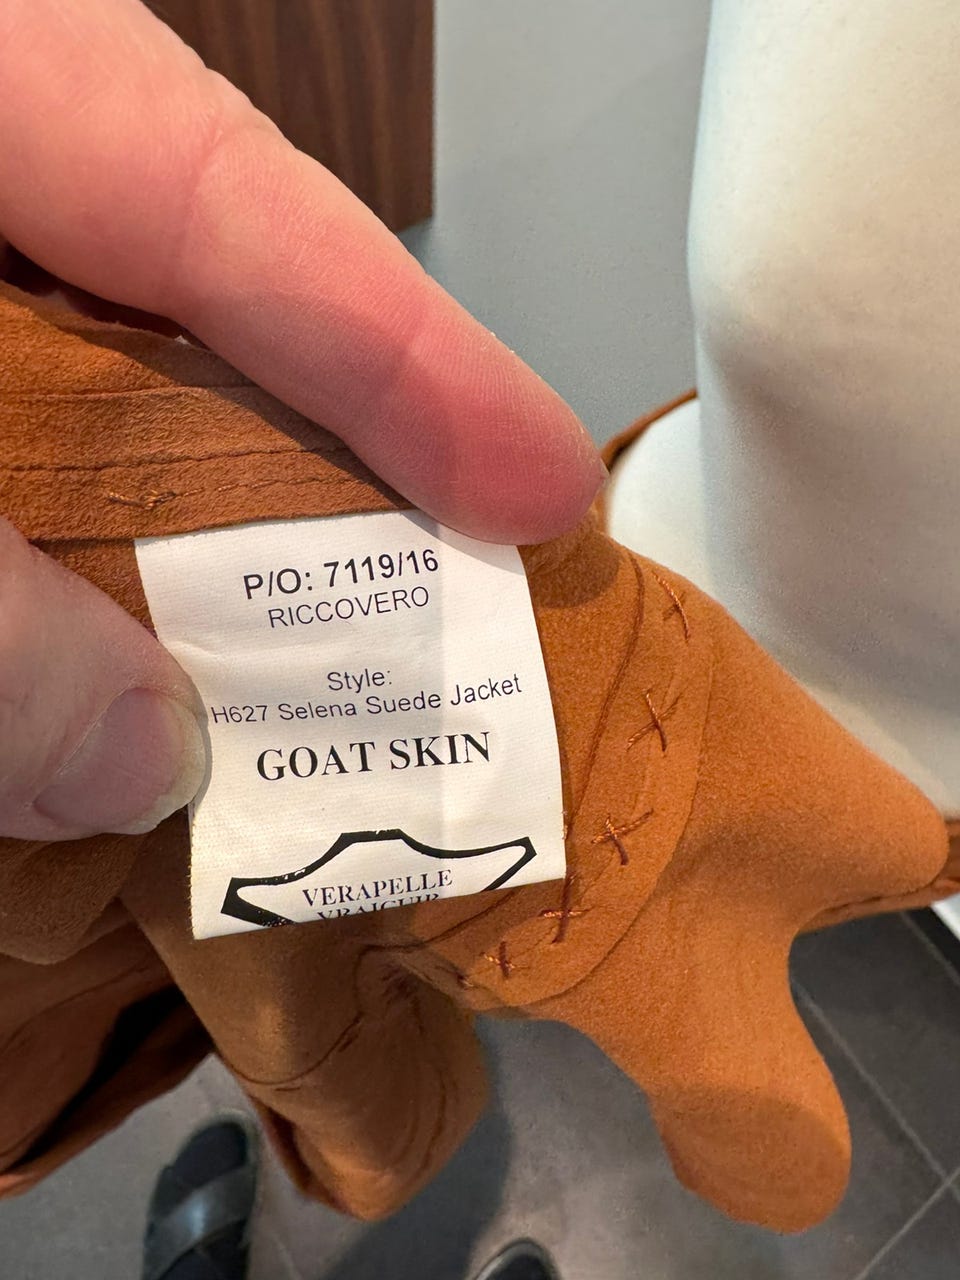 P/O: 7119/16
RICCOVERO
Style:
H627 Selena Suede Jacket
GOAT SKIN
VERAPELLE